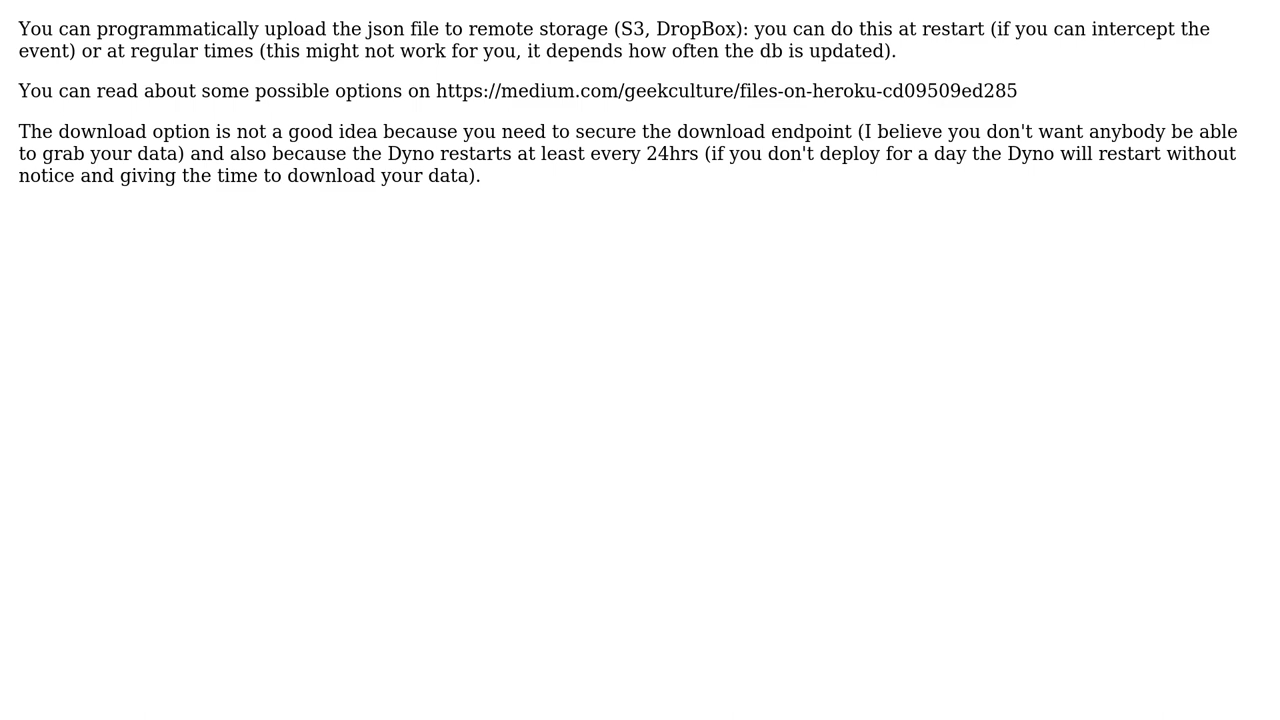 You can programmatically upload the json file to remote storage (S3, DropBox): you can do this at restart (if you can intercept the
event) or at regular times (this might not work for you, it depends how often the db is updated).
You can read about some possible options on https://medium.com/geekculture/files-on-heroku-cd09509ed285
The download option is not a good idea because you need to secure the download endpoint (I believe you don't want anybody be able
to grab your data) and also because the Dyno restarts at least every 24hrs (if you don't deploy for a day the Dyno will restart without
notice and giving the time to download your data).